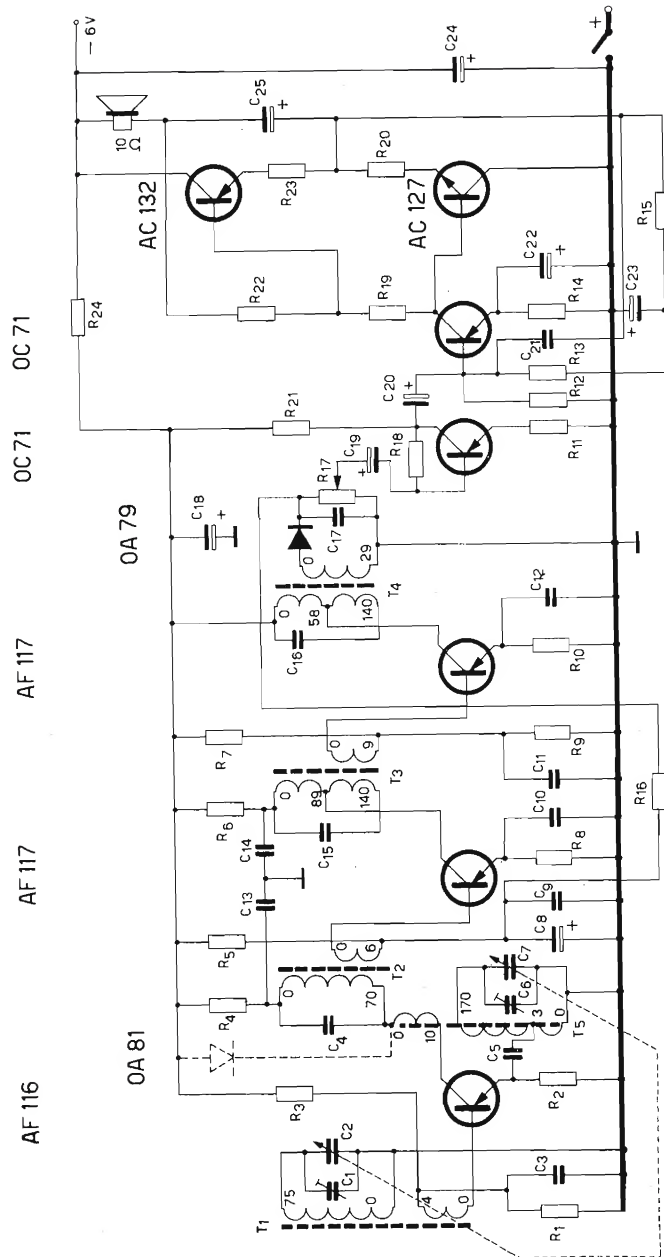 AF 116
AF 117
AF 117
OC 71
OC 71
OA 81
OA 79
AC 132
AC 127
− 6V
+
10 Ω
R24
C18
+
R3
R4
R5
R6
R7
R21
R22
R23
C25
+
C24
+
C13
C14
T1
75
0
4
0
C1
C2
C4
0
70
T2
0
6
C15
0
89
140
T3
0
9
C16
0
58
140
T4
0
29
C17
R17
C19
+
R18
C20
+
R19
R20
0
10
170
3
0
T5
C5
C6
C7
R1
C3
R2
C8
+
C9
R8
C10
C11
R9
R10
C12
R11
R12
R13
C21
R14
C22
+
C23
+
R15
R16